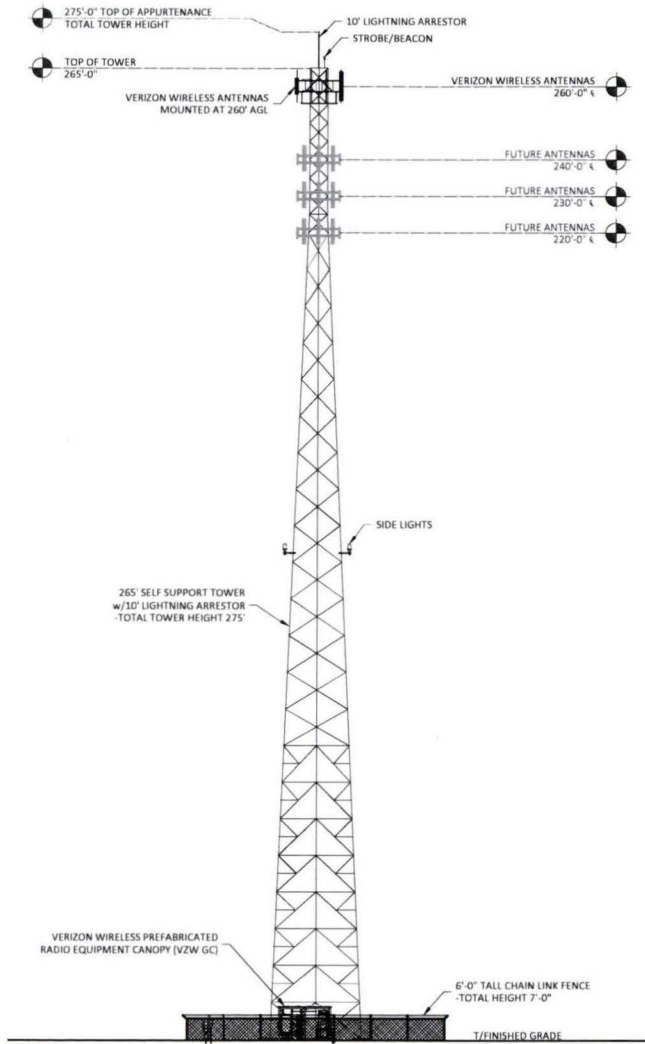 275'-0" TOP OF APPURTENANCE
TOTAL TOWER HEIGHT
10' LIGHTNING ARRESTOR
STROBE/BEACON
TOP OF TOWER
265'-0"
VERIZON WIRELESS ANTENNAS
MOUNTED AT 260' AGL
VERIZON WIRELESS ANTENNAS
260'-0" ℄
FUTURE ANTENNAS
240'-0" ℄
FUTURE ANTENNAS
230'-0" ℄
FUTURE ANTENNAS
220'-0" ℄
SIDE LIGHTS
265' SELF SUPPORT TOWER
w/10' LIGHTNING ARRESTOR
-TOTAL TOWER HEIGHT 275'
VERIZON WIRELESS PREFABRICATED
RADIO EQUIPMENT CANOPY (VZW GC)
6'-0" TALL CHAIN LINK FENCE
-TOTAL HEIGHT 7'-0"
T/FINISHED GRADE